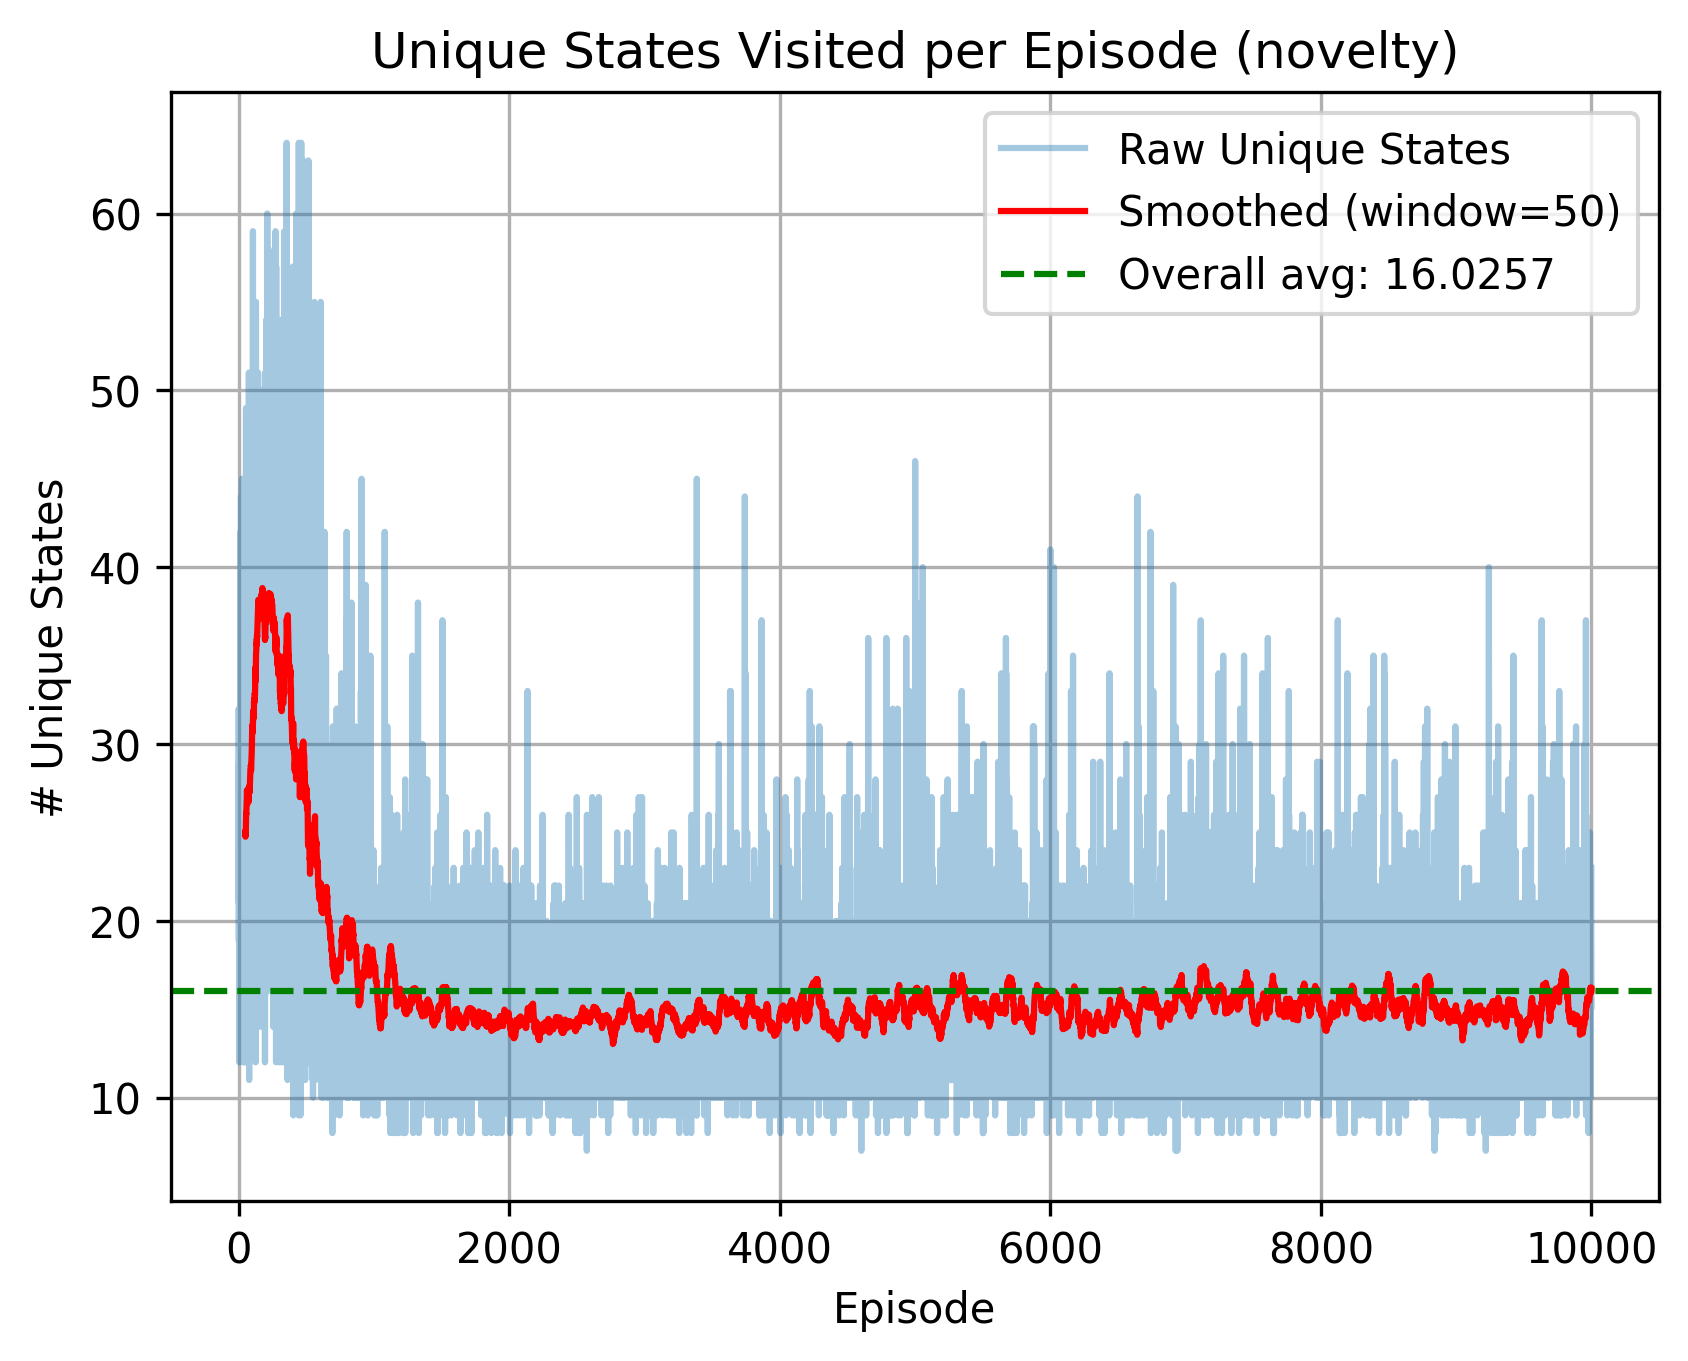 Unique States Visited per Episode (novelty)
Raw Unique States
Smoothed (window=50)
Overall avg: 16.0257
# Unique States
60
50
40
30
20
10
0 2000 4000 6000 8000 10000
Episode